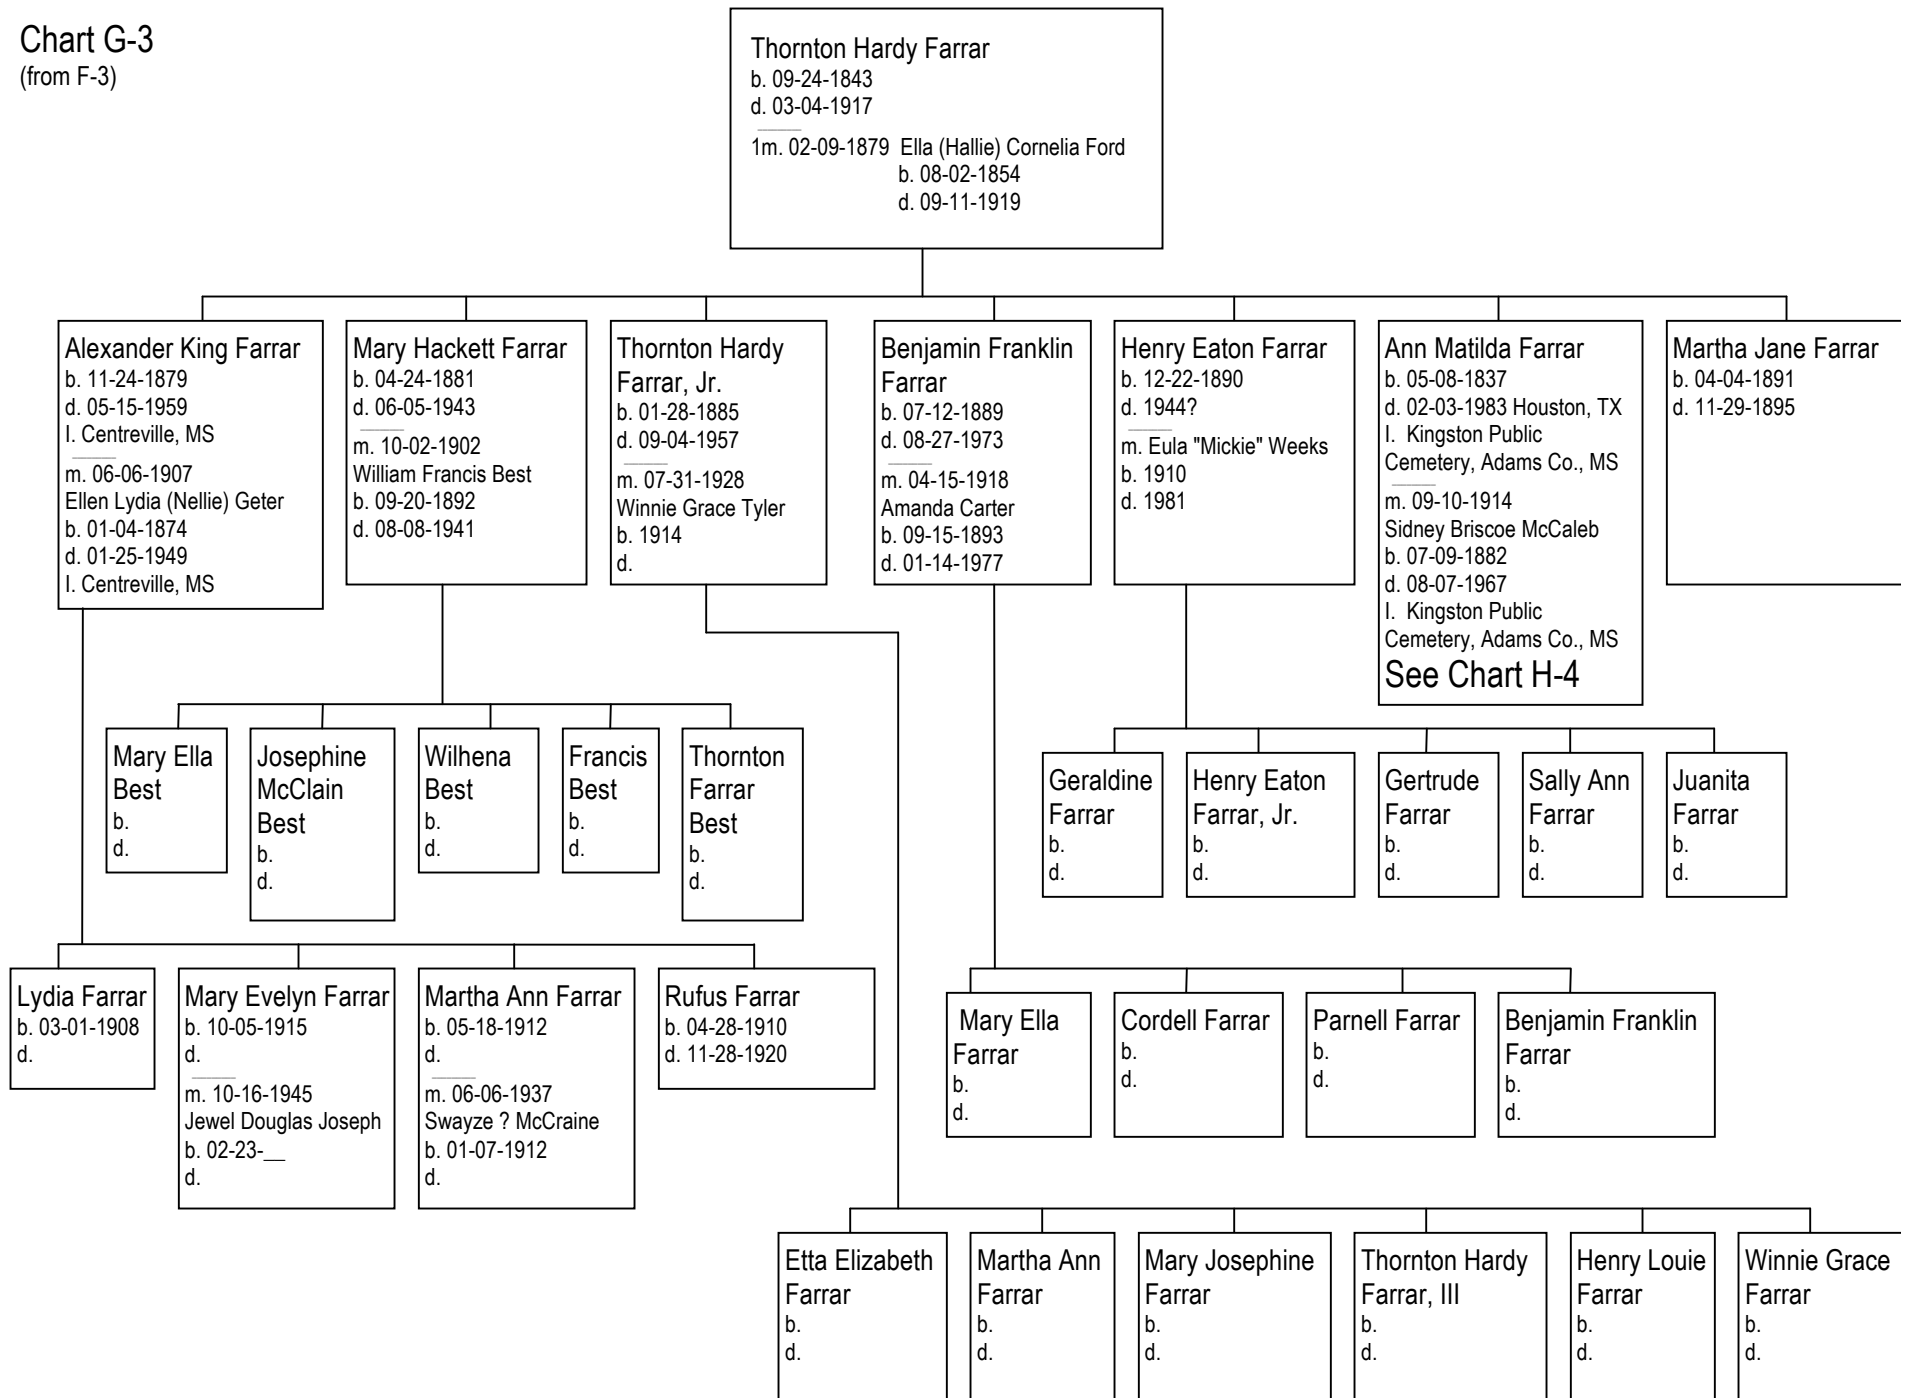 Chart G-3
(from F-3)
Thornton Hardy Farrar
b. 09-24-1843
d. 03-04-1917
1m. 02-09-1879 Ella (Hallie) Cornelia Ford
b. 08-02-1854
d. 09-11-1919
Alexander King Farrar
b. 11-24-1879
d. 05-15-1959
I. Centreville, MS
m. 06-06-1907
Ellen Lydia (Nellie) Geter
b. 01-04-1874
d. 01-25-1949
I. Centreville, MS
Mary Hackett Farrar
b. 04-24-1881
d. 06-05-1943
m. 10-02-1902
William Francis Best
b. 09-20-1892
d. 08-08-1941
Thornton Hardy
Farrar, Jr.
b. 01-28-1885
d. 09-04-1957
m. 07-31-1928
Winnie Grace Tyler
b. 1914
d.
Benjamin Franklin
Farrar
b. 07-12-1889
d. 08-27-1973
m. 04-15-1918
Amanda Carter
b. 09-15-1893
d. 01-14-1977
Henry Eaton Farrar
b. 12-22-1890
d. 1944?
m. Eula "Mickie" Weeks
b. 1910
d. 1981
Ann Matilda Farrar
b. 05-08-1837
d. 02-03-1983 Houston, TX
I. Kingston Public
Cemetery, Adams Co., MS
m. 09-10-1914
Sidney Briscoe McCaleb
b. 07-09-1882
d. 08-07-1967
I. Kingston Public
Cemetery, Adams Co., MS
See Chart H-4
Martha Jane Farrar
b. 04-04-1891
d. 11-29-1895
Mary Ella
Best
b.
d.
Josephine
McClain
Best
b.
d.
Wilhena
Best
b.
d.
Francis
Best
b.
d.
Thornton
Farrar
Best
b.
d.
Geraldine
Farrar
b.
d.
Henry Eaton
Farrar, Jr.
b.
d.
Gertrude
Farrar
b.
d.
Sally Ann
Farrar
b.
d.
Juanita
Farrar
b.
d.
Lydia Farrar
b. 03-01-1908
d.
Mary Evelyn Farrar
b. 10-05-1915
d.
m. 10-16-1945
Jewel Douglas Joseph
b. 02-23-__
d.
Martha Ann Farrar
b. 05-18-1912
d.
m. 06-06-1937
Swayze ? McCraine
b. 01-07-1912
d.
Rufus Farrar
b. 04-28-1910
d. 11-28-1920
Mary Ella
Farrar
b.
d.
Cordell Farrar
b.
d.
Parnell Farrar
b.
d.
Benjamin Franklin
Farrar
b.
d.
Etta Elizabeth
Farrar
b.
d.
Martha Ann
Farrar
b.
d.
Mary Josephine
Farrar
b.
d.
Thornton Hardy
Farrar, III
b.
d.
Henry Louie
Farrar
b.
d.
Winnie Grace
Farrar
b.
d.